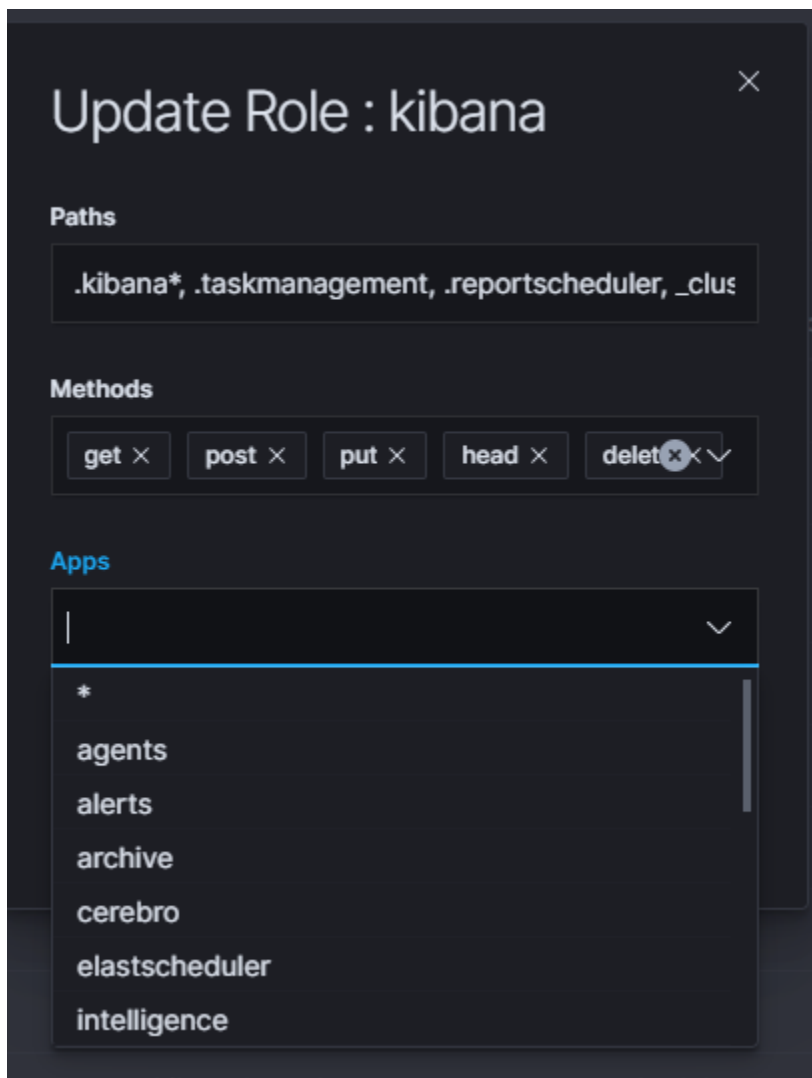 Update Role : kibana
Paths
.kibana*, .taskmanagement, .reportscheduler, _clus
Methods
get post put head delet
Apps
*
agents
alerts
archive
cerebro
elastscheduler
intelligence